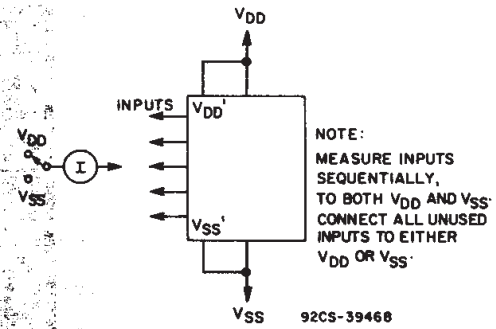 VDD
INPUTS
VDD'
VDD
I
VSS
VSS'
NOTE:
MEASURE INPUTS
SEQUENTIALLY,
TO BOTH VDD AND VSS.
CONNECT ALL UNUSED
INPUTS TO EITHER
VDD OR VSS.
VSS
92CS-39468